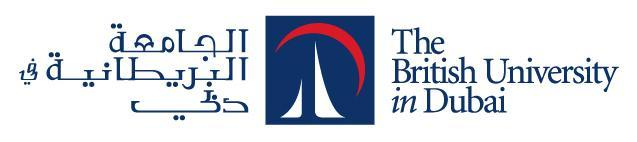 الجامعة
البريطانية في
دبي
The
British University
in Dubai